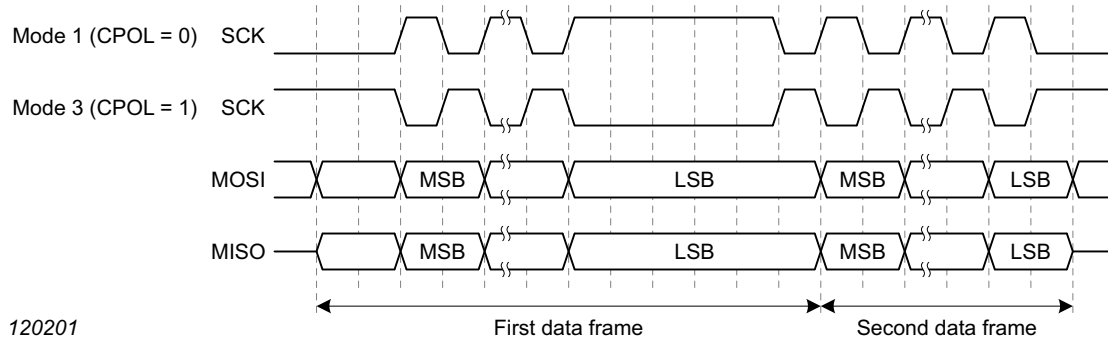 Mode 1 (CPOL = 0) SCK
Mode 3 (CPOL = 1) SCK
MOSI MSB LSB MSB LSB
MISO MSB LSB MSB LSB
120201 First data frame Second data frame